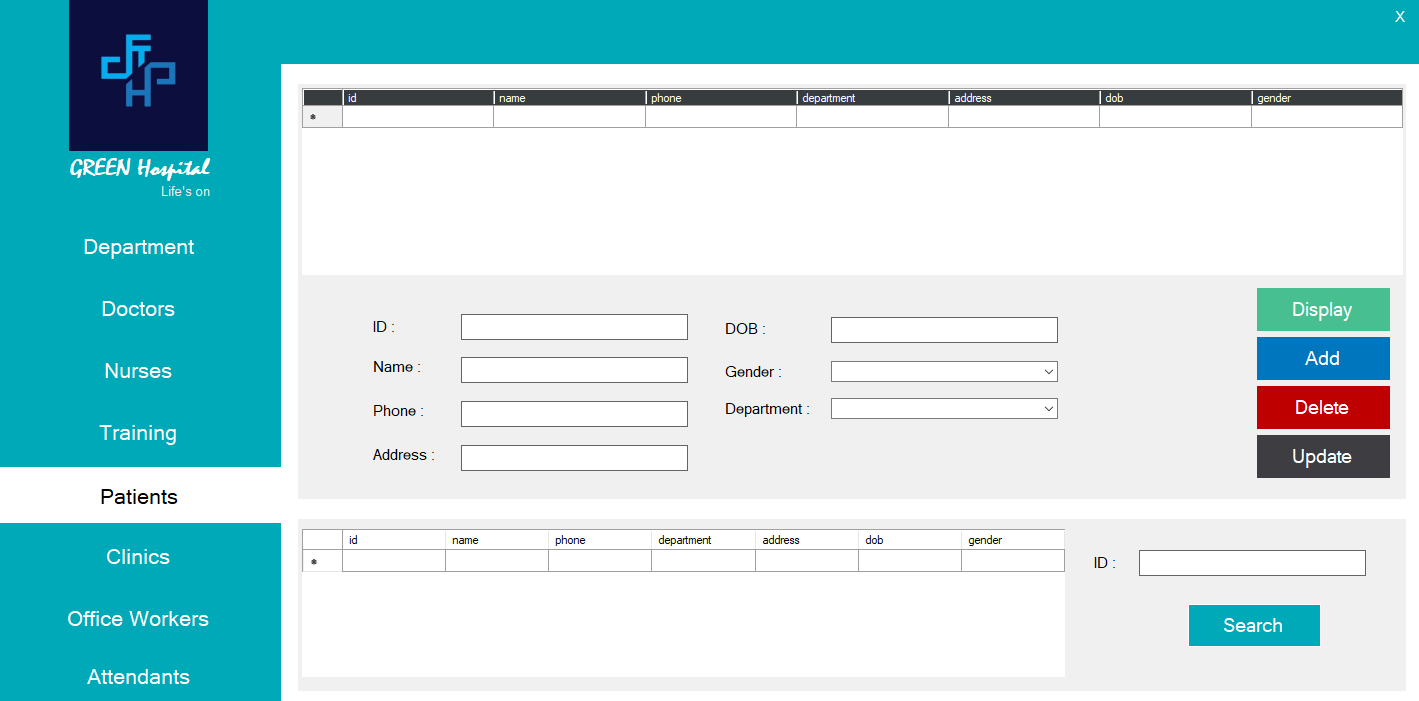 X
GREEN Hospital
Life's on
Department
Doctors
Nurses
Training
Patients
Clinics
Office Workers
Attendants
id name phone department address dob gender
*
ID :
Name :
Phone :
Address :
DOB :
Gender :
Department :
Display
Add
Delete
Update
id name phone department address dob gender
*
ID :
Search